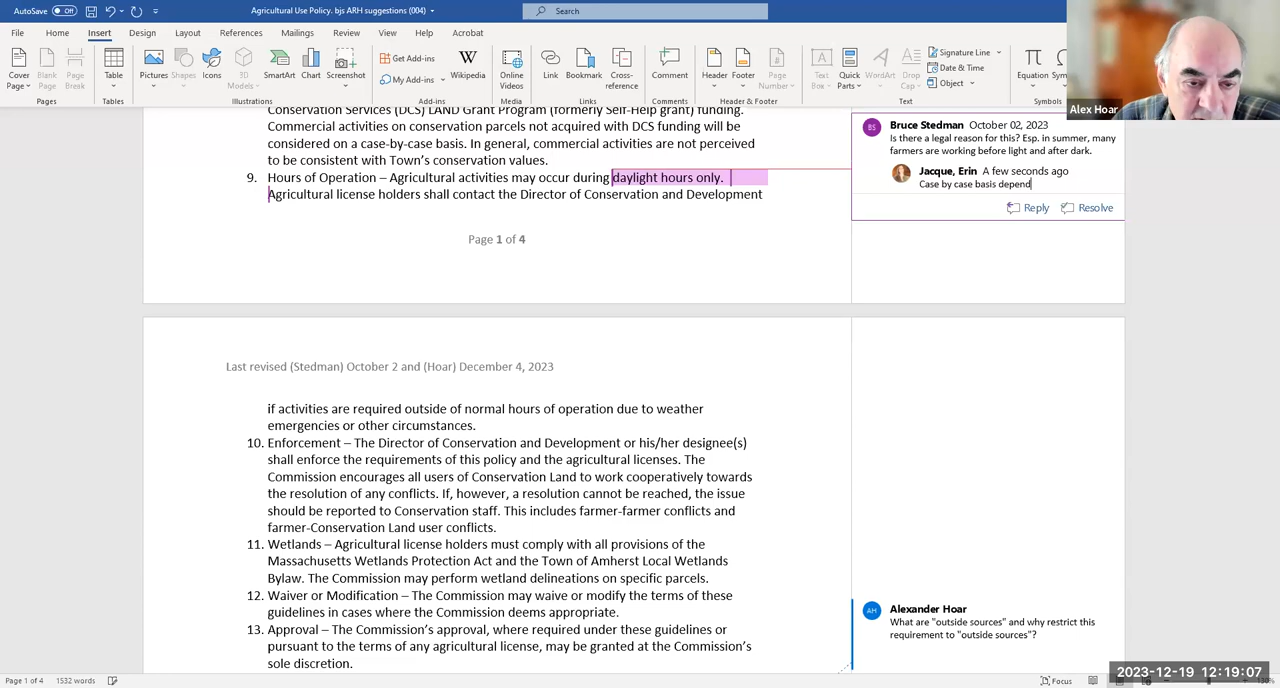 AutoSave Off Agricultural Use Policy. bjs ARH suggestions (004) Search
File Home Insert Design Layout References Mailings Review View Help Acrobat
Cover Page Blank Page Page Break Table Pictures Shapes Icons 3D Models SmartArt Chart Screenshot Get Add-ins My Add-ins Wikipedia Online Videos Link Bookmark Cross-reference Comment Header Footer Page Number Text Box Quick Parts WordArt Drop Cap Signature Line Date & Time Object Equation
Pages Tables Illustrations Add-ins Media Links Comments Header & Footer Text Symbols
Alex Hoar
Conservation Services (DCS) LAND Grant Program (formerly Self-Help grant) funding.
Commercial activities on conservation parcels not acquired with DCS funding will be
considered on a case-by-case basis. In general, commercial activities are not perceived
to be consistent with Town's conservation values.
9. Hours of Operation – Agricultural activities may occur during daylight hours only.
Agricultural license holders shall contact the Director of Conservation and Development
Page 1 of 4
BS Bruce Stedman October 02, 2023
Is there a legal reason for this? Esp. in summer, many
farmers are working before light and after dark.
Jacque, Erin A few seconds ago
Case by case basis depend
Reply Resolve
Last revised (Stedman) October 2 and (Hoar) December 4, 2023
if activities are required outside of normal hours of operation due to weather
emergencies or other circumstances.
10. Enforcement – The Director of Conservation and Development or his/her designee(s)
shall enforce the requirements of this policy and the agricultural licenses. The
Commission encourages all users of Conservation Land to work cooperatively towards
the resolution of any conflicts. If, however, a resolution cannot be reached, the issue
should be reported to Conservation staff. This includes farmer-farmer conflicts and
farmer-Conservation Land user conflicts.
11. Wetlands – Agricultural license holders must comply with all provisions of the
Massachusetts Wetlands Protection Act and the Town of Amherst Local Wetlands
Bylaw. The Commission may perform wetland delineations on specific parcels.
12. Waiver or Modification – The Commission may waive or modify the terms of these
guidelines in cases where the Commission deems appropriate.
13. Approval – The Commission's approval, where required under these guidelines or
pursuant to the terms of any agricultural license, may be granted at the Commission's
sole discretion.
AH Alexander Hoar
What are "outside sources" and why restrict this
requirement to "outside sources"?
Page 1 of 4 1532 words Focus
2023-12-19 12:19:07